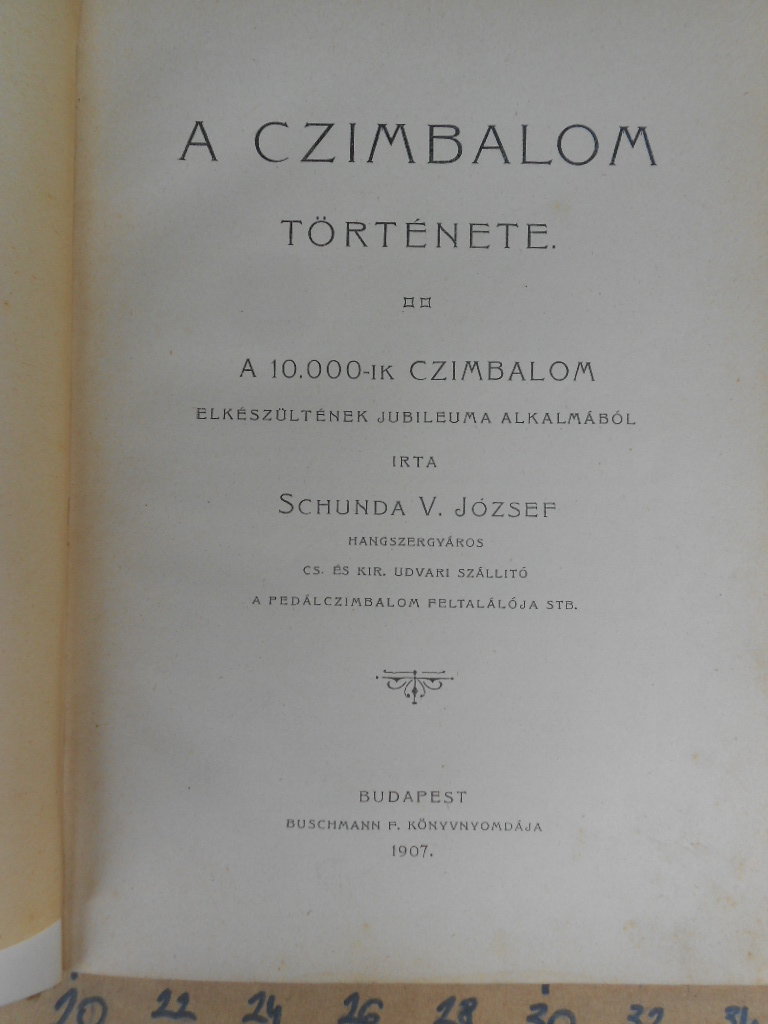 A CZIMBALOM
TÖRTÉNETE.
A 10.000-IK CZIMBALOM
ELKÉSZÜLTÉNEK JUBILEUMA ALKALMÁBÓL
IRTA
SCHUNDA V. JÓZSEF
HANGSZERGYÁROS
CS. ÉS KIR. UDVARI SZÁLLITÓ
A PEDÁLCZIMBALOM FELTALÁLÓJA STB.
BUDAPEST
BUSCHMANN F. KÖNYVNYOMDÁJA
1907.
20 22 24 26 28 30 32 34